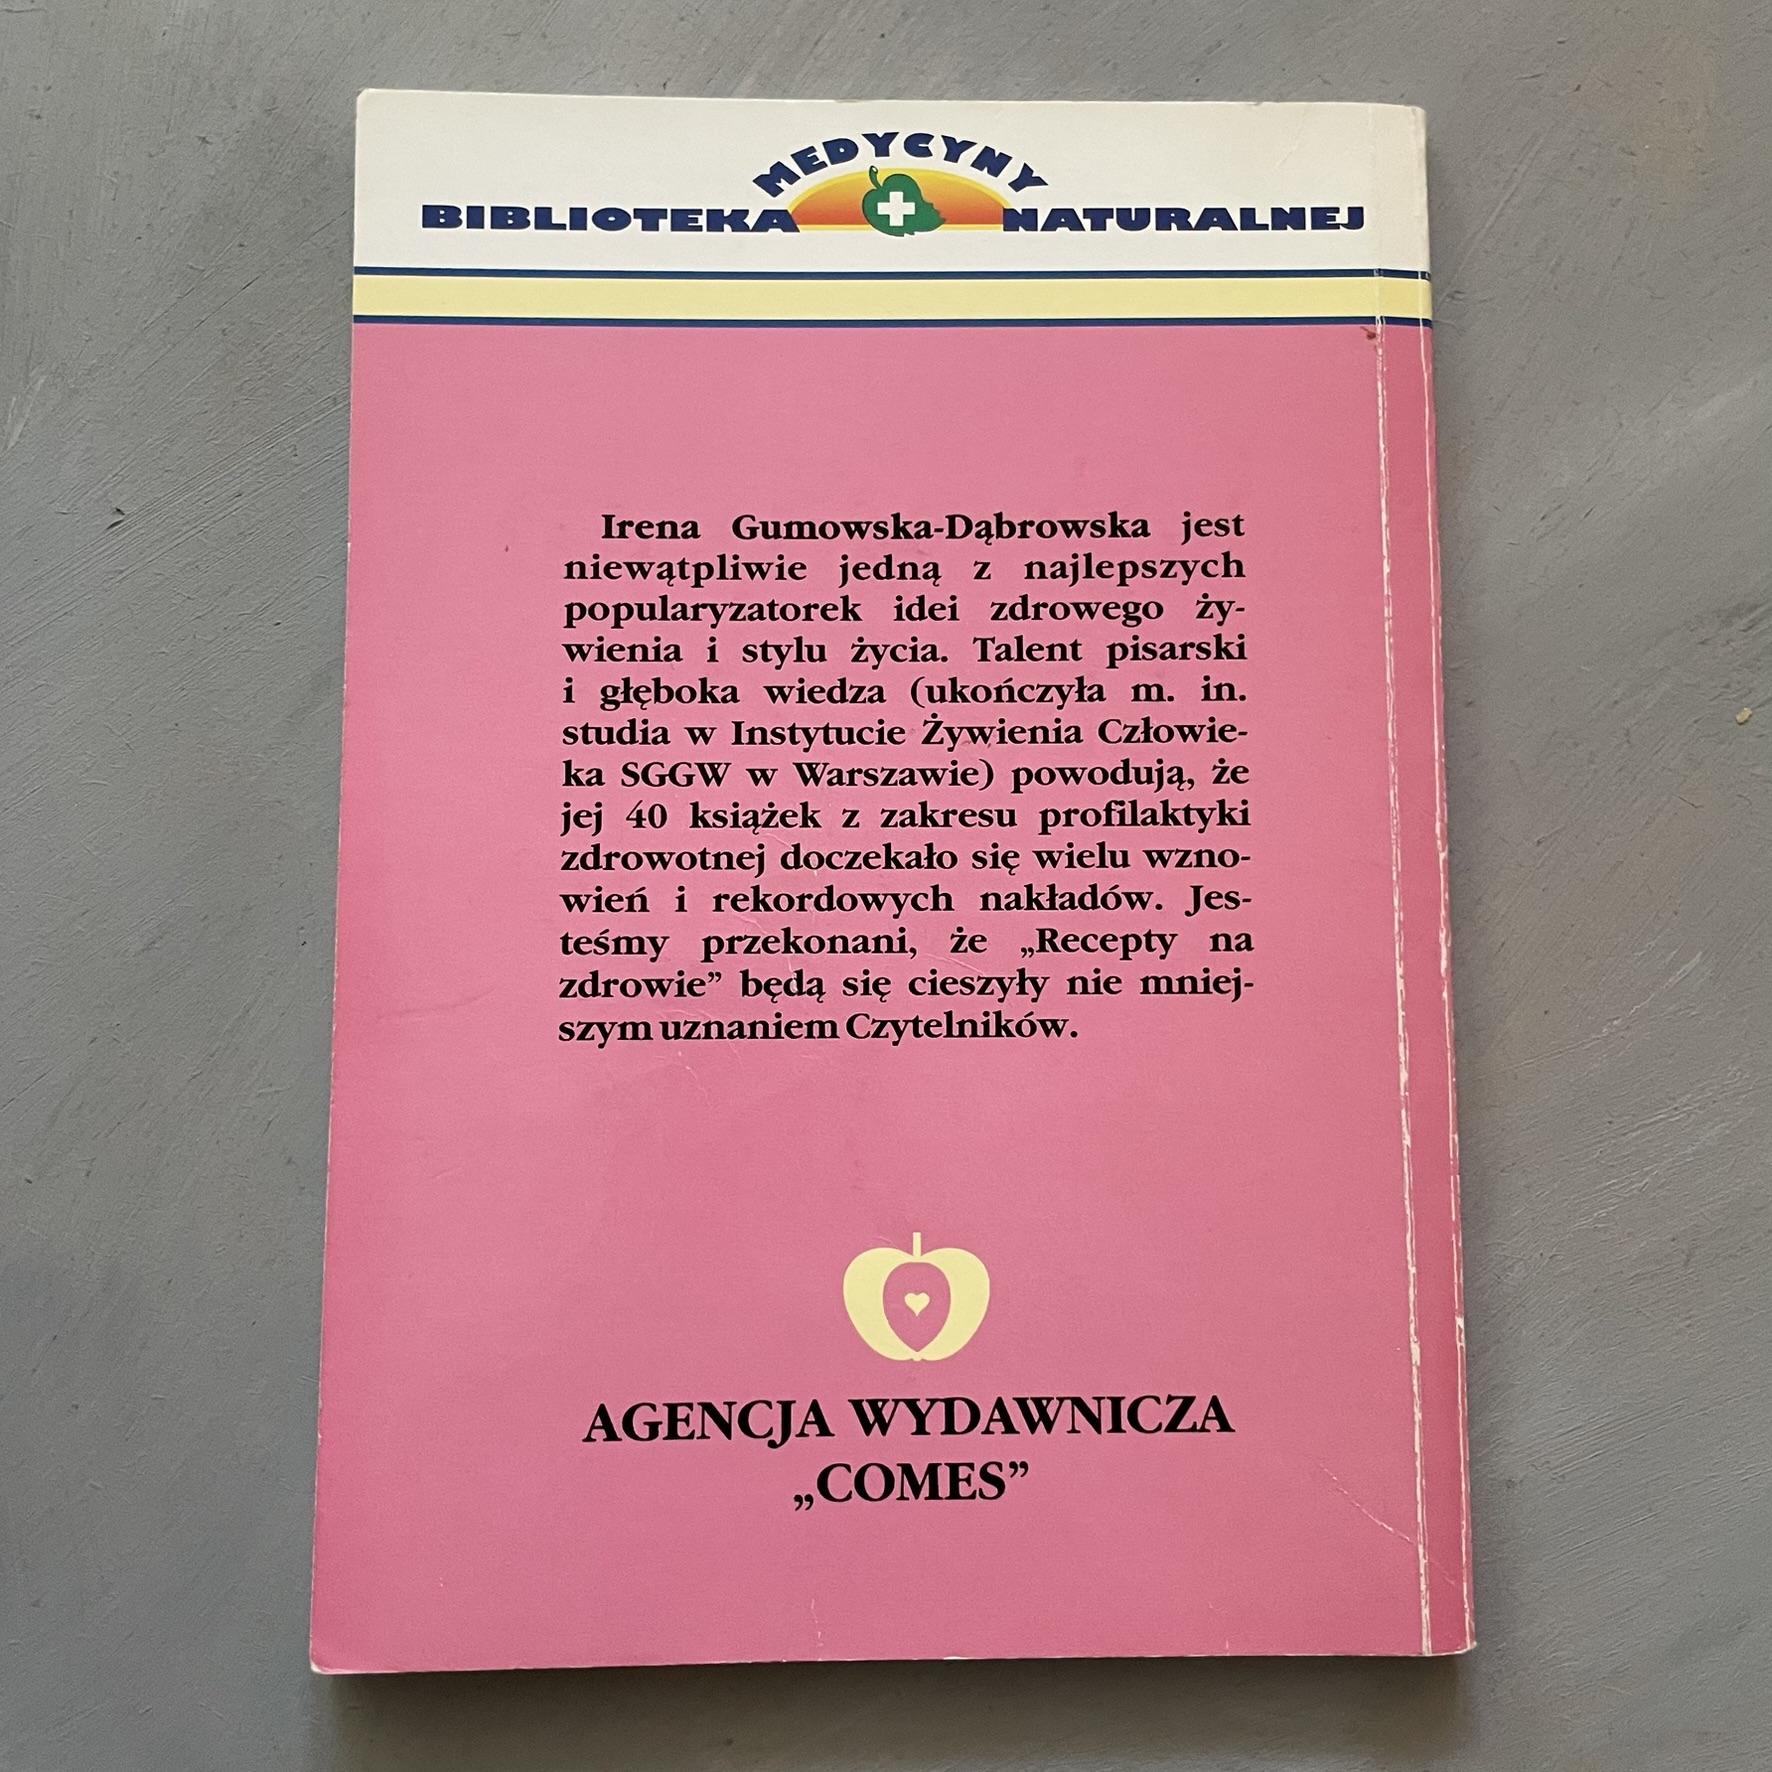 BIBLIOTEKA MEDYCYNY NATURALNEJ
Irena Gumowska-Dąbrowska jest
niewątpliwie jedną z najlepszych
popularyzatorek idei zdrowego ży-
wienia i stylu życia. Talent pisarski
i głęboka wiedza (ukończyła m. in.
studia w Instytucie Żywienia Człowie-
ka SGGW w Warszawie) powodują, że
jej 40 książek z zakresu profilaktyki
zdrowotnej doczekało się wielu wzno-
wień i rekordowych nakładów. Jes-
teśmy przekonani, że „Recepty na
zdrowie” będą się cieszyły nie mniej-
szym uznaniem Czytelników.
AGENCJA WYDAWNICZA
„COMES”